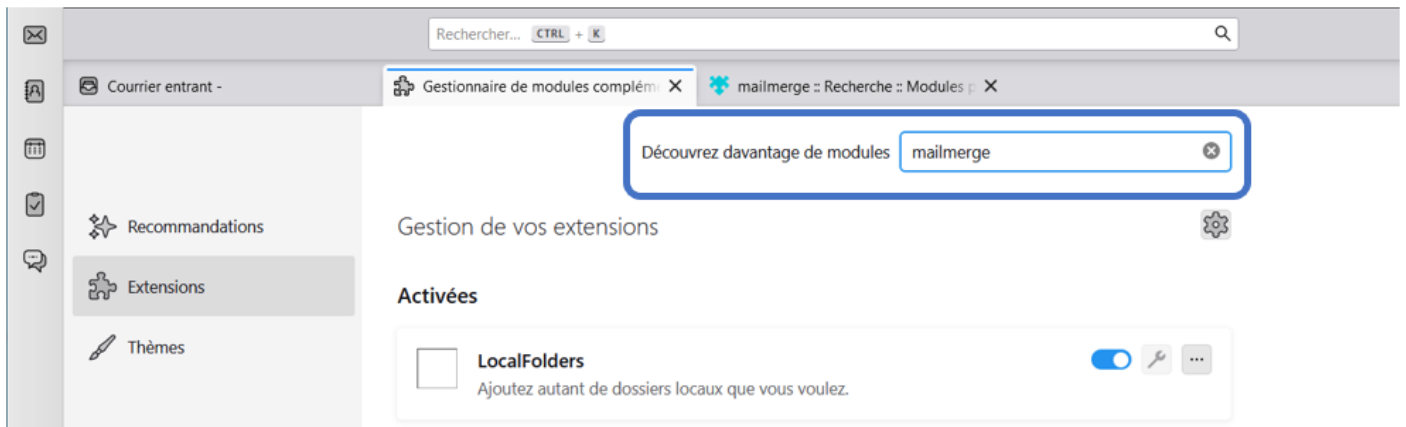 Rechercher... CTRL + K
Courrier entrant -
Gestionnaire de modules complém
mailmerge :: Recherche :: Modules p
Découvrez davantage de modules mailmerge
Recommandations
Extensions
Thèmes
Gestion de vos extensions
Activées
LocalFolders
Ajoutez autant de dossiers locaux que vous voulez.